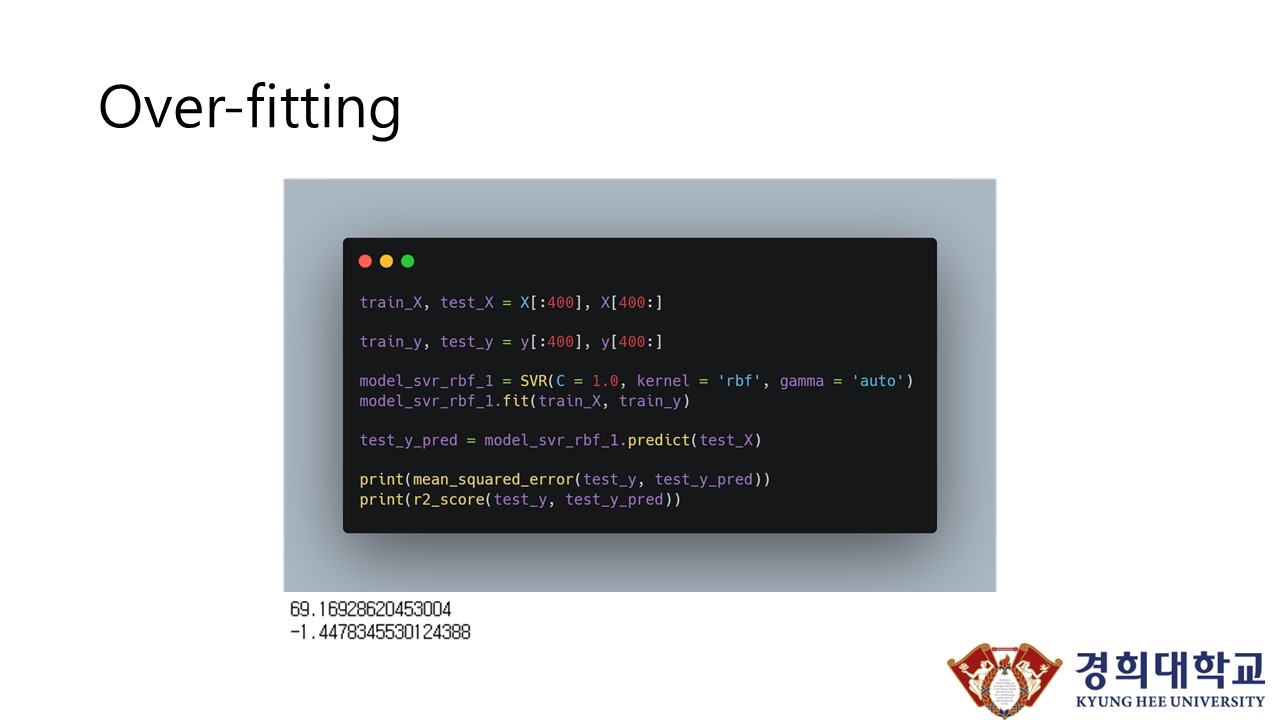 Over-fitting
train_X, test_X = X[:400], X[400:]
train_y, test_y = y[:400], y[400:]
model_svr_rbf_1 = SVR(C = 1.0, kernel = 'rbf', gamma = 'auto')
model_svr_rbf_1.fit(train_X, train_y)
test_y_pred = model_svr_rbf_1.predict(test_X)
print(mean_squared_error(test_y, test_y_pred))
print(r2_score(test_y, test_y_pred))
69.16928620453004
-1.4478345530124388
경희대학교
KYUNG HEE UNIVERSITY